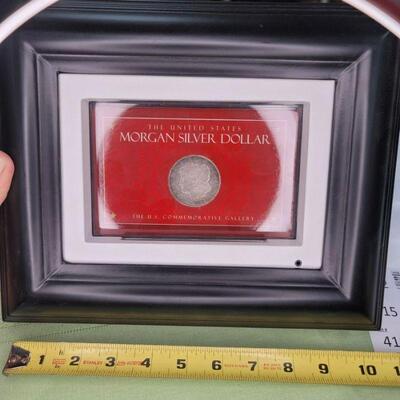 THE UNITED STATES
MORGAN SILVER DOLLAR
THE U.S. COMMEMORATIVE GALLERY
15
41
1 2 3 4 5 6 7 8 9 10
STANLEY